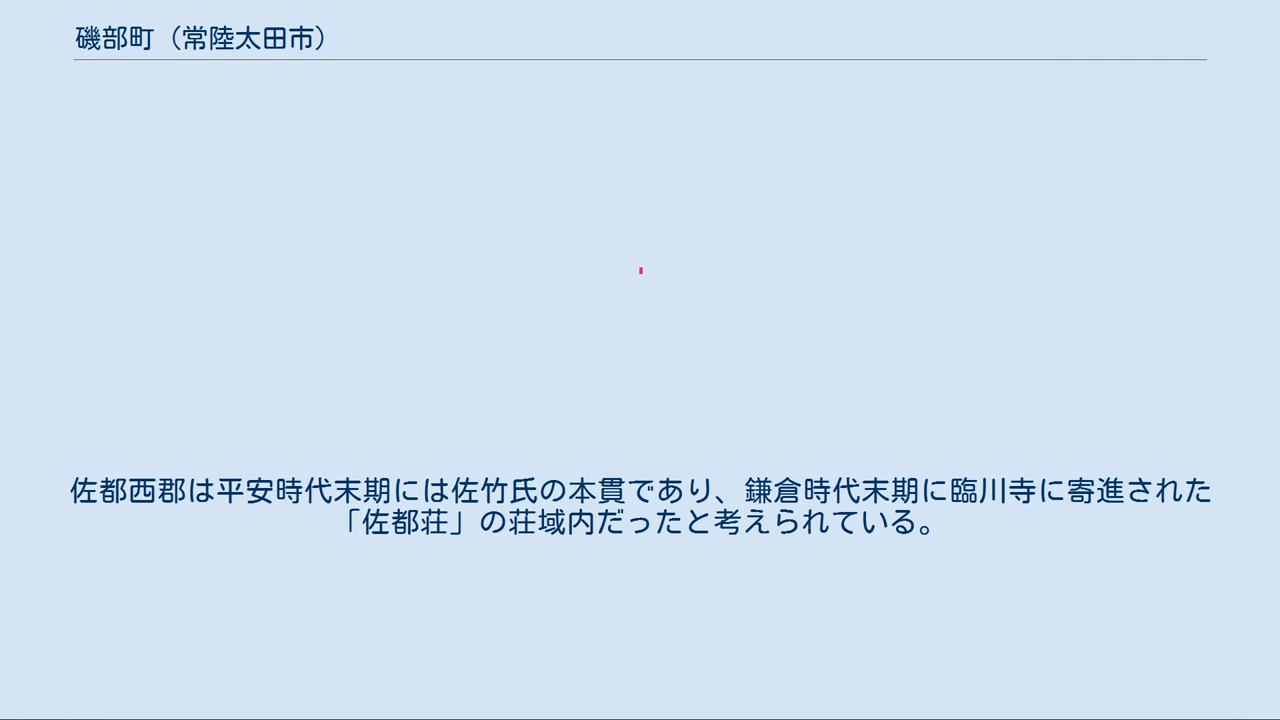 磯部町（常陸太田市）
佐都西郡は平安時代末期には佐竹氏の本貫であり、鎌倉時代末期に臨川寺に寄進された
「佐都荘」の荘域内だったと考えられている。